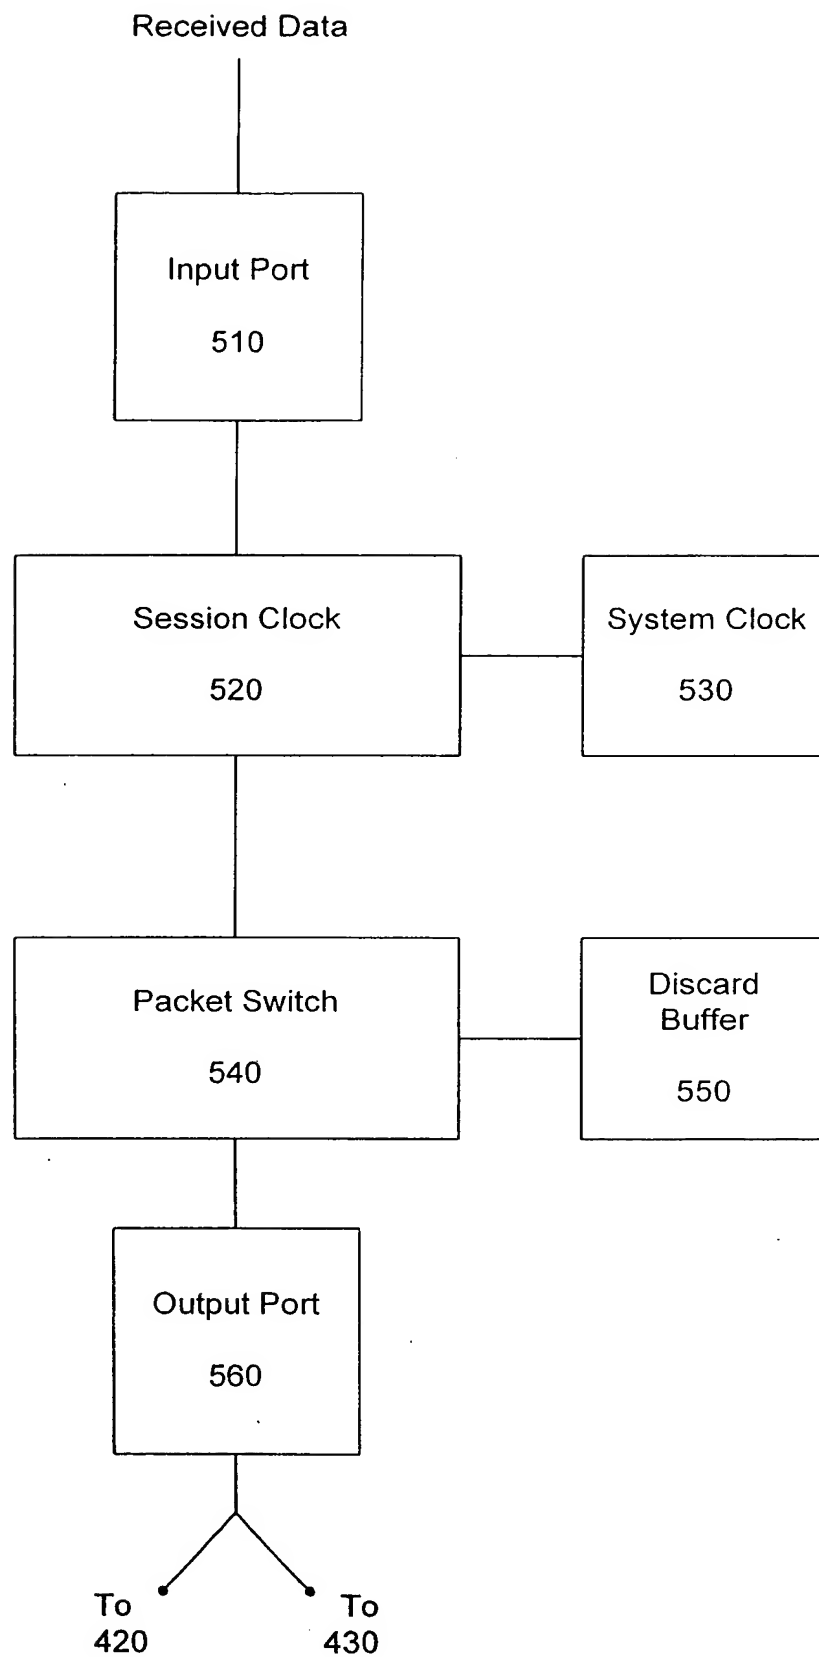 Received Data
Input Port
510
Session Clock
520
System Clock
530
Packet Switch
540
Discard
Buffer
550
Output Port
560
To
420
To
430